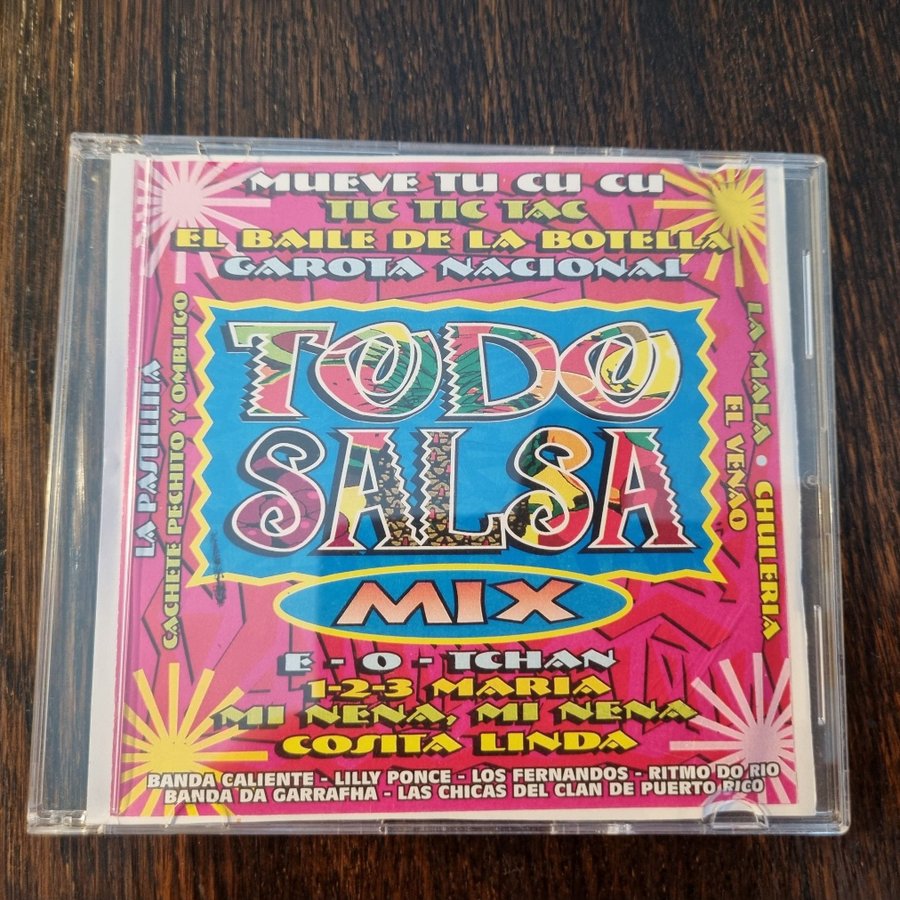 MUEVE TU CU CU
TIC TIC TAC
EL BAILE DE LA BOTELLA
GAROTA NACIONAL
LA PASTILLITA
CACHETE PECHITO Y OMBLIGO
TODO
SALSA
MIX
LA MALA • CHULERIA
EL VENAO
E - O - TCHAN
1-2-3 MARIA
MI NENA, MI NENA
COSITA LINDA
BANDA CALIENTE - LILLY PONCE - LOS FERNANDOS - RITMO DO RIO
BANDA DA GARRAFHA - LAS CHICAS DEL CLAN DE PUERTO RICO